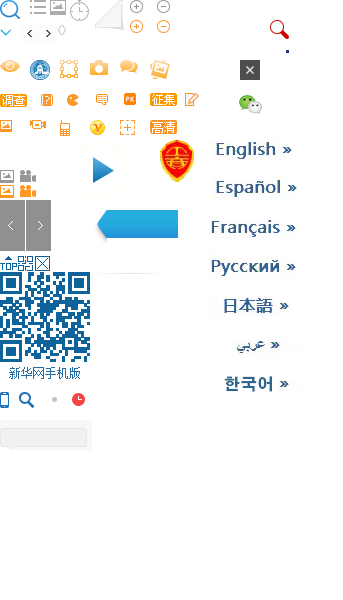 调查
PK
征集
高清
English »
Español »
Français »
Русский »
日本語 »
عربي »
한국어 »
TOP
新华网手机版